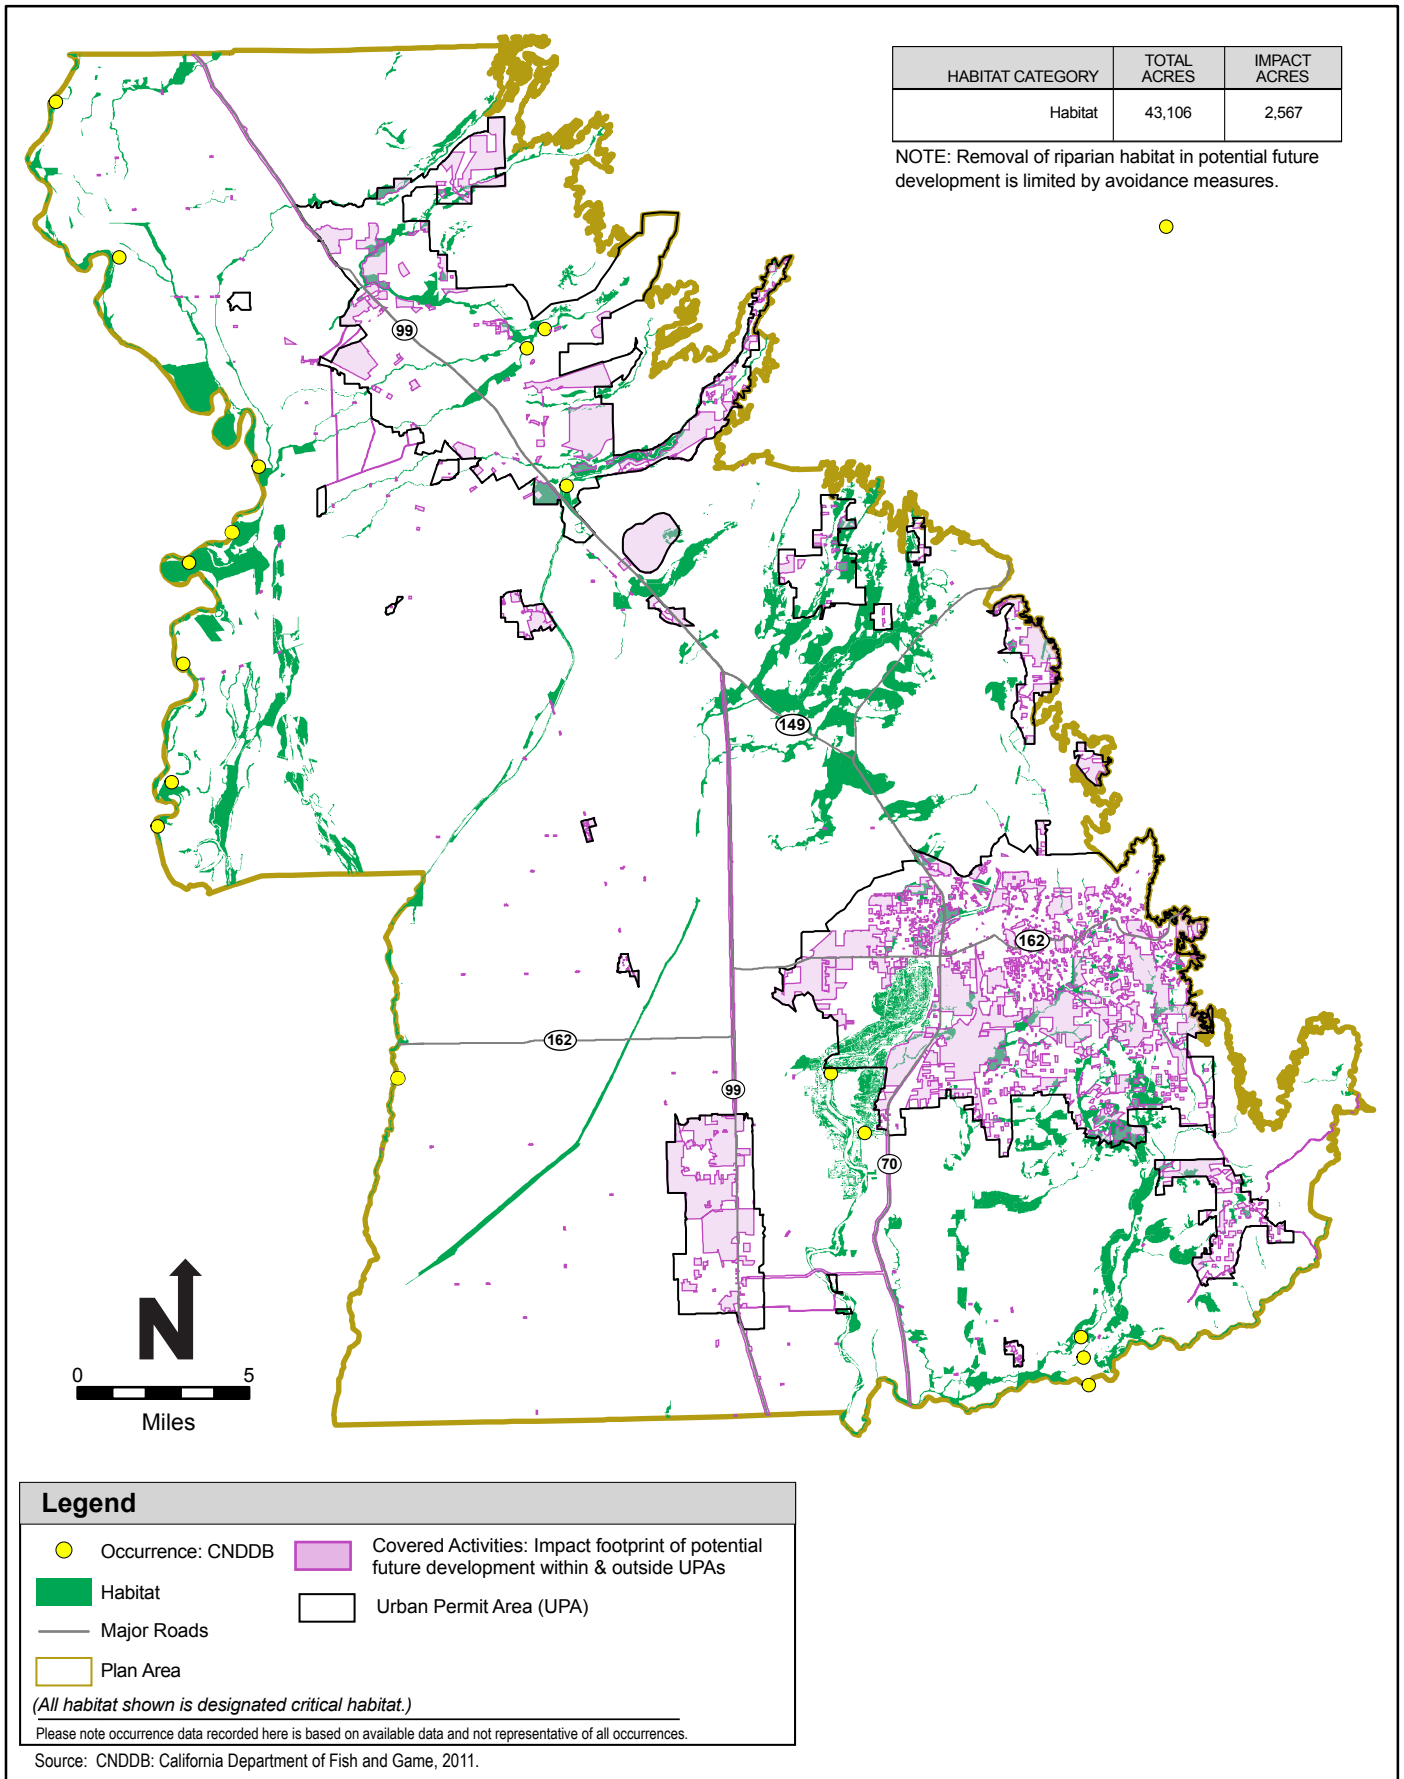 HABITAT CATEGORY
TOTAL
ACRES
IMPACT
ACRES
Habitat 43,106 2,567
NOTE: Removal of riparian habitat in potential future
development is limited by avoidance measures.
99
149
162
162
99
70
N
0 5
Miles
Legend
Occurrence: CNDDB
Habitat
Major Roads
Plan Area
Covered Activities: Impact footprint of potential
future development within & outside UPAs
Urban Permit Area (UPA)
(All habitat shown is designated critical habitat.)
Please note occurrence data recorded here is based on available data and not representative of all occurrences.
Source: CNDDB: California Department of Fish and Game, 2011.